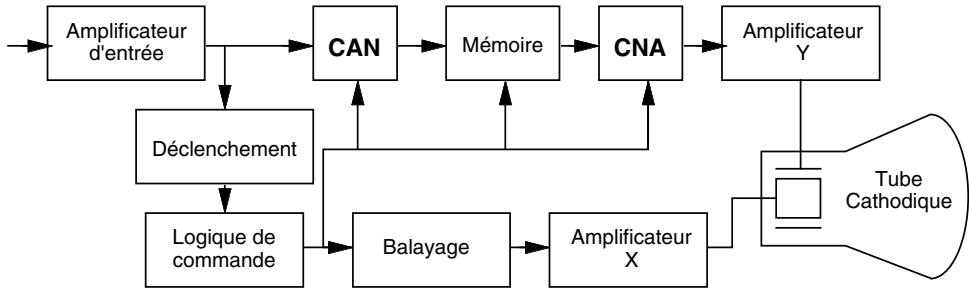 Amplificateur
d'entrée
CAN
Mémoire
CNA
Amplificateur
Y
Déclenchement
Tube
Cathodique
Logique de
commande
Balayage
Amplificateur
X